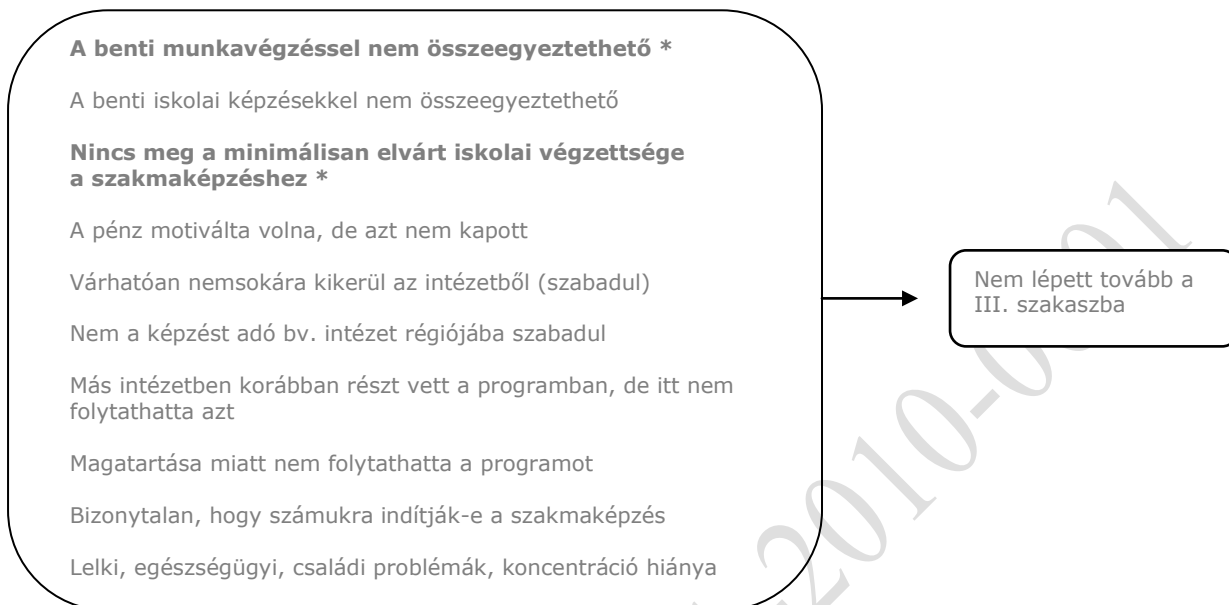 A benti munkavégzéssel nem összeegyeztethető *
A benti iskolai képzésekkel nem összeegyeztethető
Nincs meg a minimálisan elvárt iskolai végzettsége
a szakmaképzéshez *
A pénz motiválta volna, de azt nem kapott
Várhatóan nemsokára kikerül az intézetből (szabadul)
Nem a képzést adó bv. intézet régiójába szabadul
Más intézetben korábban részt vett a programban, de itt nem
folytathatta azt
Magatartása miatt nem folytathatta a programot
Bizonytalan, hogy számukra indítják-e a szakmaképzés
Lelki, egészségügyi, családi problémák, koncentráció hiánya
Nem lépett tovább a
III. szakaszba